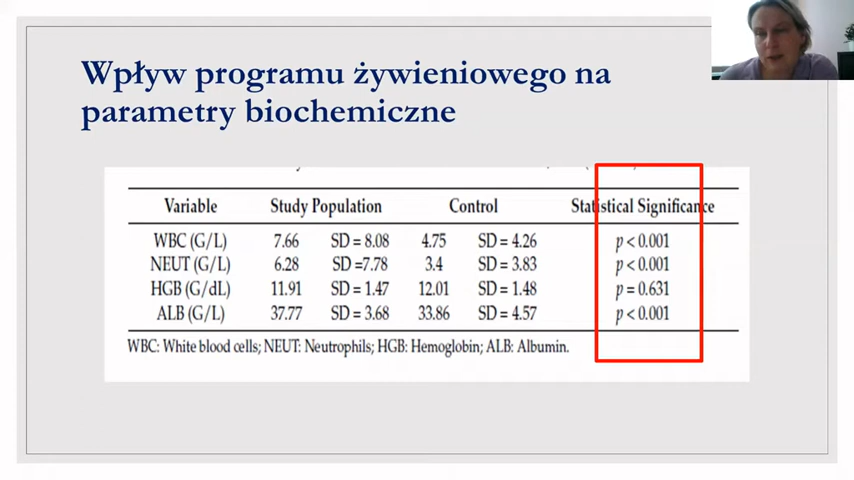 Wpływ programu żywieniowego na
parametry biochemiczne
Variable Study Population Control Statistical Significance
WBC (G/L) 7.66 SD = 8.08 4.75 SD = 4.26 p < 0.001
NEUT (G/L) 6.28 SD =7.78 3.4 SD = 3.83 p < 0.001
HGB (G/dL) 11.91 SD = 1.47 12.01 SD = 1.48 p = 0.631
ALB (G/L) 37.77 SD = 3.68 33.86 SD = 4.57 p < 0.001
WBC: White blood cells; NEUT: Neutrophils; HGB: Hemoglobin; ALB: Albumin.